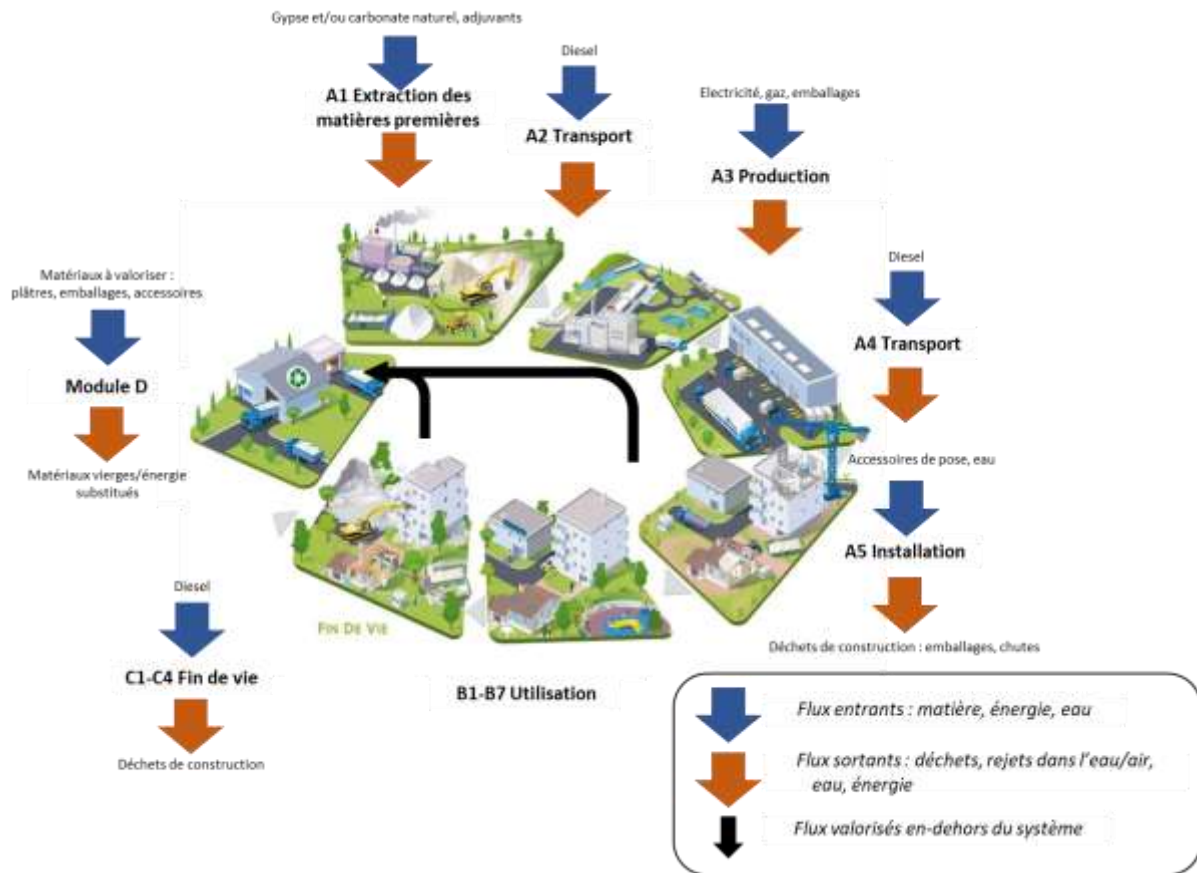 Gypse et/ou carbonate naturel, adjuvants
A1 Extraction des
matières premières
Diesel
A2 Transport
Electricité, gaz, emballages
A3 Production
Diesel
A4 Transport
Accessoires de pose, eau
A5 Installation
Déchets de construction : emballages, chutes
Matériaux à valoriser :
plâtres, emballages, accessoires
Module D
Matériaux vierges/énergie
substitués
Diesel
C1-C4 Fin de vie
Déchets de construction
FIN DE VIE
B1-B7 Utilisation
Flux entrants : matière, énergie, eau
Flux sortants : déchets, rejets dans l'eau/air,
eau, énergie
Flux valorisés en-dehors du système